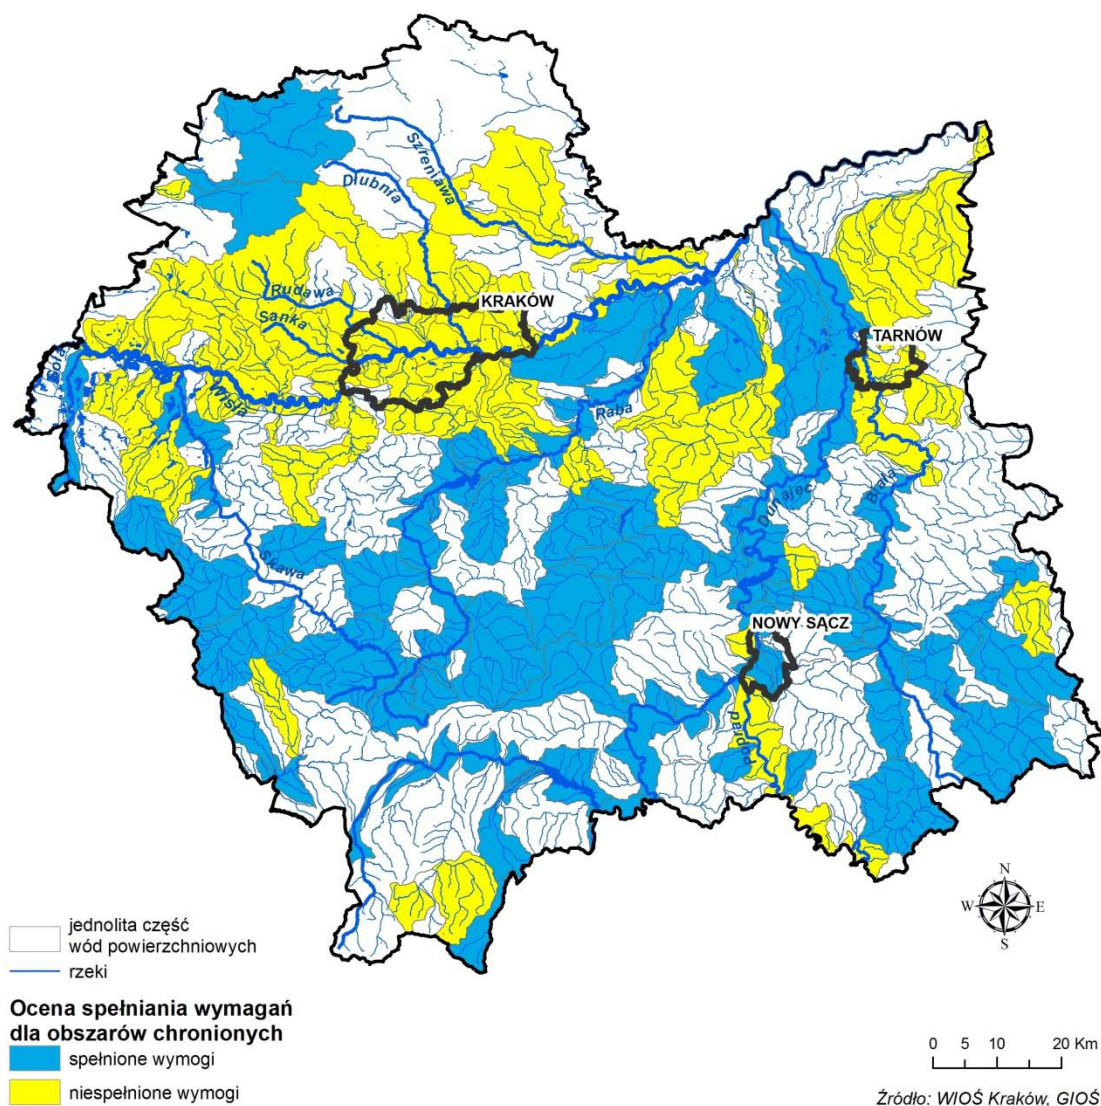 Szreniawa
Dłubnia
Rudawa
Sanka
KRAKÓW
TARNÓW
Soła
Wisła
Raba
Dunajec
Biała
Skawa
NOWY SĄCZ
Poprad
N
W E
S
jednolita część
wód powierzchniowych
rzeki
Ocena spełniania wymagań
dla obszarów chronionych
spełnione wymogi
niespełnione wymogi
0 5 10 20 Km
Źródło: WIOŚ Kraków, GIOŚ